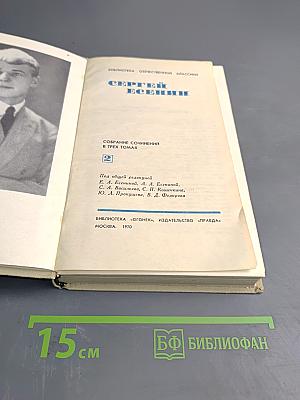 БИБЛИОТЕКА ОТЕЧЕСТВЕННОЙ КЛАССИКИ
СЕРГЕЙ
ЕСЕНИН
СОБРАНИЕ СОЧИНЕНИЙ
В ТРЕХ ТОМАХ
2
Под общей редакцией
Е. А. Есениной, А. А. Есениной,
С. А. Васильева, С. П. Кошечкина,
Ю. Л. Прокушева, В. Д. Федорова
БИБЛИОТЕКА «ОГОНЕК», ИЗДАТЕЛЬСТВО «ПРАВДА»
МОСКВА. 1970
15 см
БФ БИБЛИОФАН